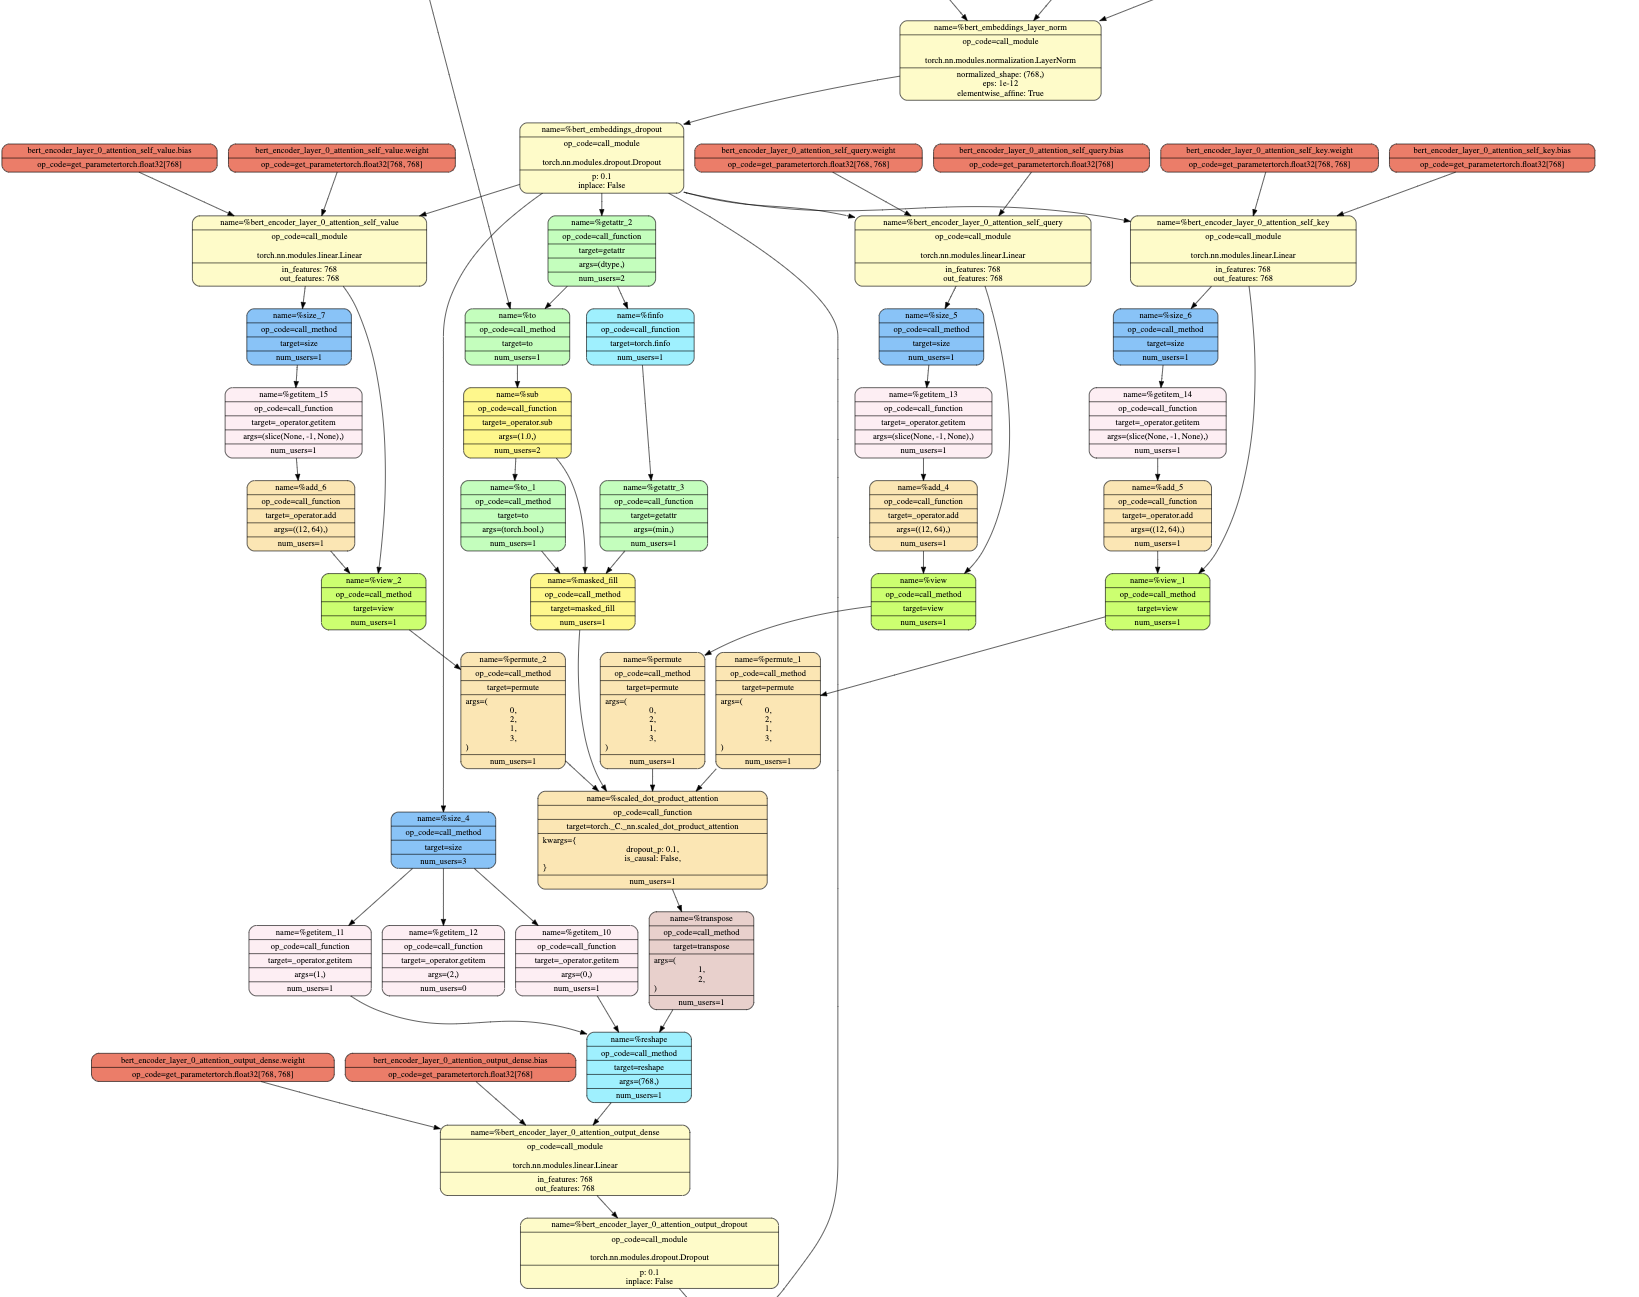 name=%bert_embeddings_layer_norm
op_code=call_module
torch.nn.modules.normalization.LayerNorm
normalized_shape: (768,)
eps: 1e-12
elementwise_affine: True
name=%bert_embeddings_dropout
op_code=call_module
torch.nn.modules.dropout.Dropout
p: 0.1
inplace: False
bert_encoder_layer_0_attention_self_value.bias
op_code=get_parametertorch.float32[768]
bert_encoder_layer_0_attention_self_value.weight
op_code=get_parametertorch.float32[768, 768]
bert_encoder_layer_0_attention_self_query.weight
op_code=get_parametertorch.float32[768, 768]
bert_encoder_layer_0_attention_self_query.bias
op_code=get_parametertorch.float32[768]
bert_encoder_layer_0_attention_self_key.weight
op_code=get_parametertorch.float32[768, 768]
bert_encoder_layer_0_attention_self_key.bias
op_code=get_parametertorch.float32[768]
name=%bert_encoder_layer_0_attention_self_value
op_code=call_module
torch.nn.modules.linear.Linear
in_features: 768
out_features: 768
name=%getattr_2
op_code=call_function
target=getattr
args=(dtype,)
num_users=2
name=%bert_encoder_layer_0_attention_self_query
op_code=call_module
torch.nn.modules.linear.Linear
in_features: 768
out_features: 768
name=%bert_encoder_layer_0_attention_self_key
op_code=call_module
torch.nn.modules.linear.Linear
in_features: 768
out_features: 768
name=%size_7
op_code=call_method
target=size
num_users=1
name=%to
op_code=call_method
target=to
num_users=1
name=%finfo
op_code=call_function
target=torch.finfo
num_users=1
name=%size_5
op_code=call_method
target=size
num_users=1
name=%size_6
op_code=call_method
target=size
num_users=1
name=%getitem_15
op_code=call_function
target=_operator.getitem
args=(slice(None, -1, None),)
num_users=1
name=%sub
op_code=call_function
target=_operator.sub
args=(1.0,)
num_users=2
name=%getitem_13
op_code=call_function
target=_operator.getitem
args=(slice(None, -1, None),)
num_users=1
name=%getitem_14
op_code=call_function
target=_operator.getitem
args=(slice(None, -1, None),)
num_users=1
name=%add_6
op_code=call_function
target=_operator.add
args=((12, 64),)
num_users=1
name=%to_1
op_code=call_method
target=to
args=(torch.bool,)
num_users=1
name=%getattr_3
op_code=call_function
target=getattr
args=(min,)
num_users=1
name=%add_4
op_code=call_function
target=_operator.add
args=((12, 64),)
num_users=1
name=%add_5
op_code=call_function
target=_operator.add
args=((12, 64),)
num_users=1
name=%view_2
op_code=call_method
target=view
num_users=1
name=%masked_fill
op_code=call_method
target=masked_fill
num_users=1
name=%view
op_code=call_method
target=view
num_users=1
name=%view_1
op_code=call_method
target=view
num_users=1
name=%permute_2
op_code=call_method
target=permute
args=(
0,
2,
1,
3,
)
num_users=1
name=%permute
op_code=call_method
target=permute
args=(
0,
2,
1,
3,
)
num_users=1
name=%permute_1
op_code=call_method
target=permute
args=(
0,
2,
1,
3,
)
num_users=1
name=%scaled_dot_product_attention
op_code=call_function
target=torch._C._nn.scaled_dot_product_attention
kwargs={
dropout_p: 0.1,
is_causal: False,
}
num_users=1
name=%size_4
op_code=call_method
target=size
num_users=3
name=%getitem_11
op_code=call_function
target=_operator.getitem
args=(1,)
num_users=1
name=%getitem_12
op_code=call_function
target=_operator.getitem
args=(2,)
num_users=0
name=%getitem_10
op_code=call_function
target=_operator.getitem
args=(0,)
num_users=1
name=%transpose
op_code=call_method
target=transpose
args=(
1,
2,
)
num_users=1
name=%reshape
op_code=call_method
target=reshape
args=(768,)
num_users=1
bert_encoder_layer_0_attention_output_dense.weight
op_code=get_parametertorch.float32[768, 768]
bert_encoder_layer_0_attention_output_dense.bias
op_code=get_parametertorch.float32[768]
name=%bert_encoder_layer_0_attention_output_dense
op_code=call_module
torch.nn.modules.linear.Linear
in_features: 768
out_features: 768
name=%bert_encoder_layer_0_attention_output_dropout
op_code=call_module
torch.nn.modules.dropout.Dropout
p: 0.1
inplace: False